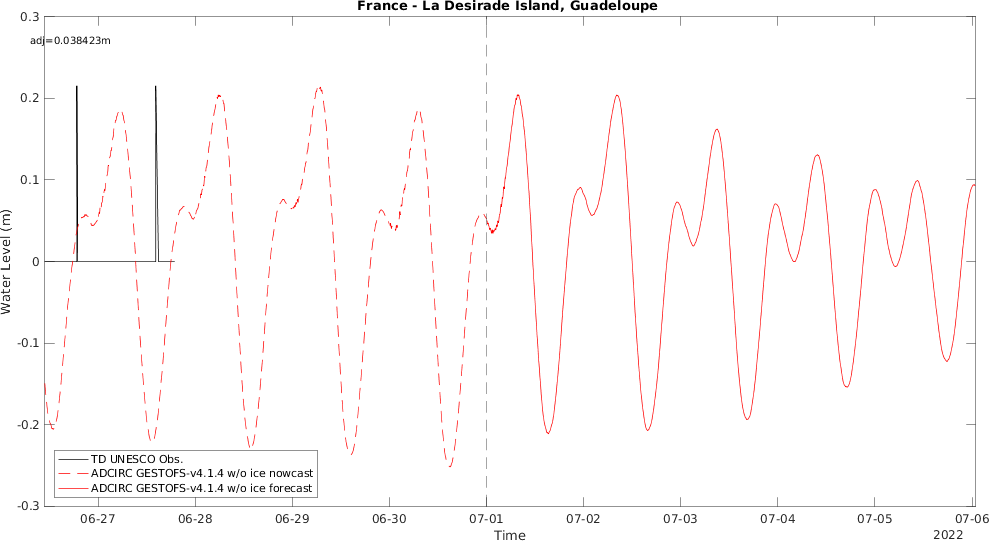 France - La Desirade Island, Guadeloupe
adj=0.038423m
0.3
0.2
0.1
0
-0.1
-0.2
-0.3
Water Level (m)
TD UNESCO Obs.
ADCIRC GESTOFS-v4.1.4 w/o ice nowcast
ADCIRC GESTOFS-v4.1.4 w/o ice forecast
06-27 06-28 06-29 06-30 07-01 07-02 07-03 07-04 07-05 07-06
Time
2022